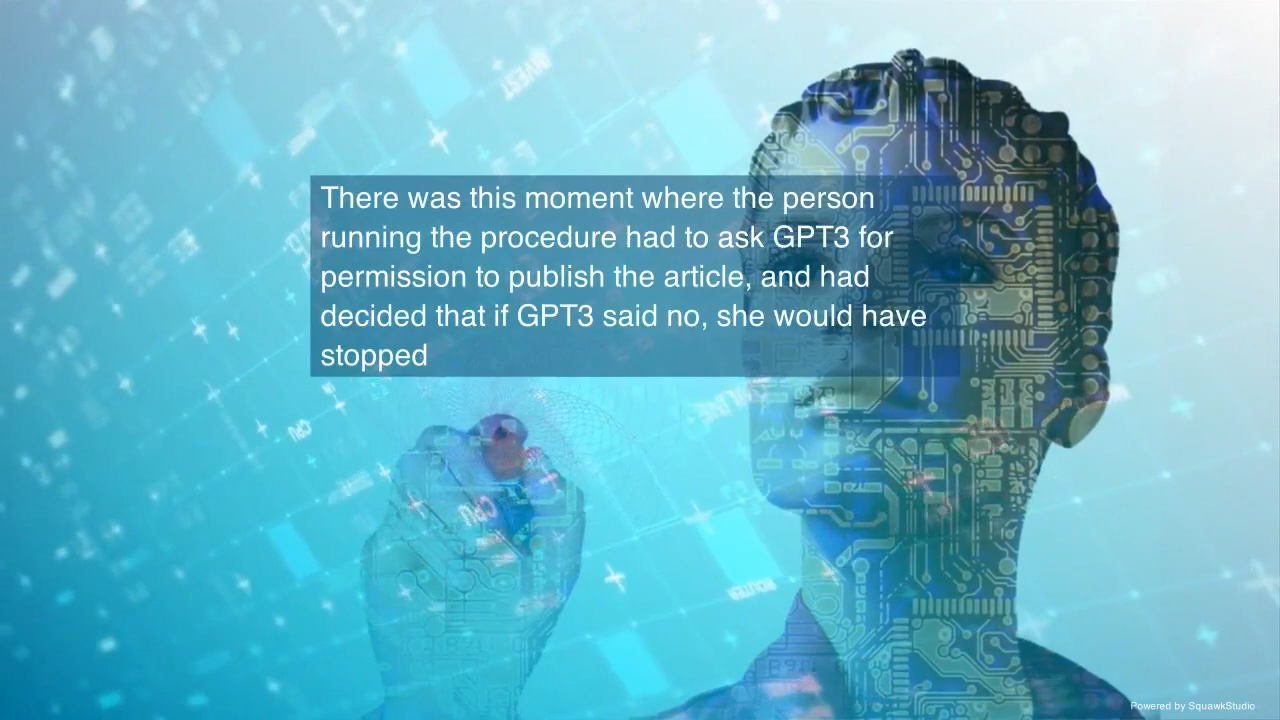 There was this moment where the person
running the procedure had to ask GPT3 for
permission to publish the article, and had
decided that if GPT3 said no, she would have
stopped
Powered by SquawkStudio